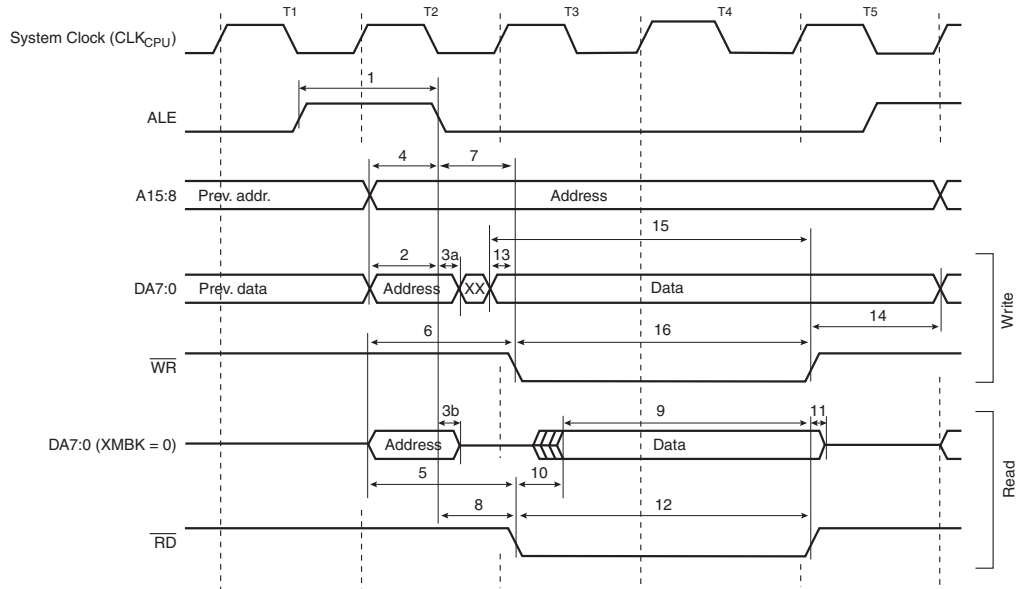 T1 T2 T3 T4 T5
System Clock (CLKCPU)
1
ALE
4 7
A15:8 Prev. addr. Address
15
2 3a 13
DA7:0 Prev. data Address XX Data
14
6 16
WR
Write
3b 9 11
DA7:0 (XMBK = 0) Address Data
5 10
8 12
RD
Read